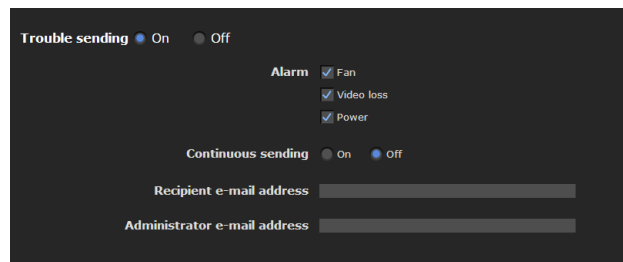 Trouble sending On Off
Alarm Fan
Video loss
Power
Continuous sending On Off
Recipient e-mail address
Administrator e-mail address